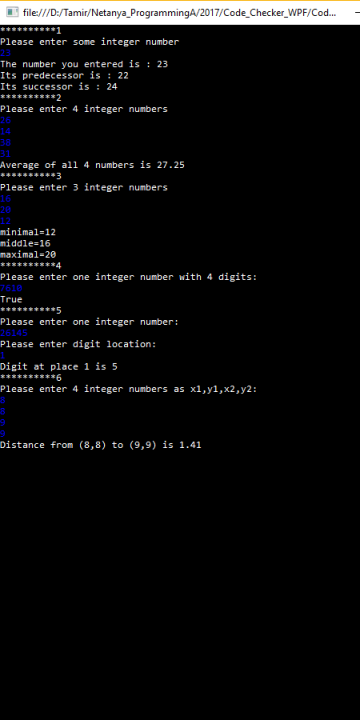 file:///D:/Tamir/Netanya_ProgrammingA/2017/Code_Checker_WPF/Cod...
**********1
Please enter some integer number
23
The number you entered is : 23
Its predecessor is : 22
Its successor is : 24
**********2
Please enter 4 integer numbers
26
14
38
31
Average of all 4 numbers is 27.25
**********3
Please enter 3 integer numbers
16
20
12
minimal=12
middle=16
maximal=20
**********4
Please enter one integer number with 4 digits:
**********5
True
Please enter one integer number:
Please enter digit location:
1
Digit at place 1 is 5
**********6
Please enter 4 integer numbers as x1,y1,x2,y2:
8
8
9
9
Distance from (8,8) to (9,9) is 1.41